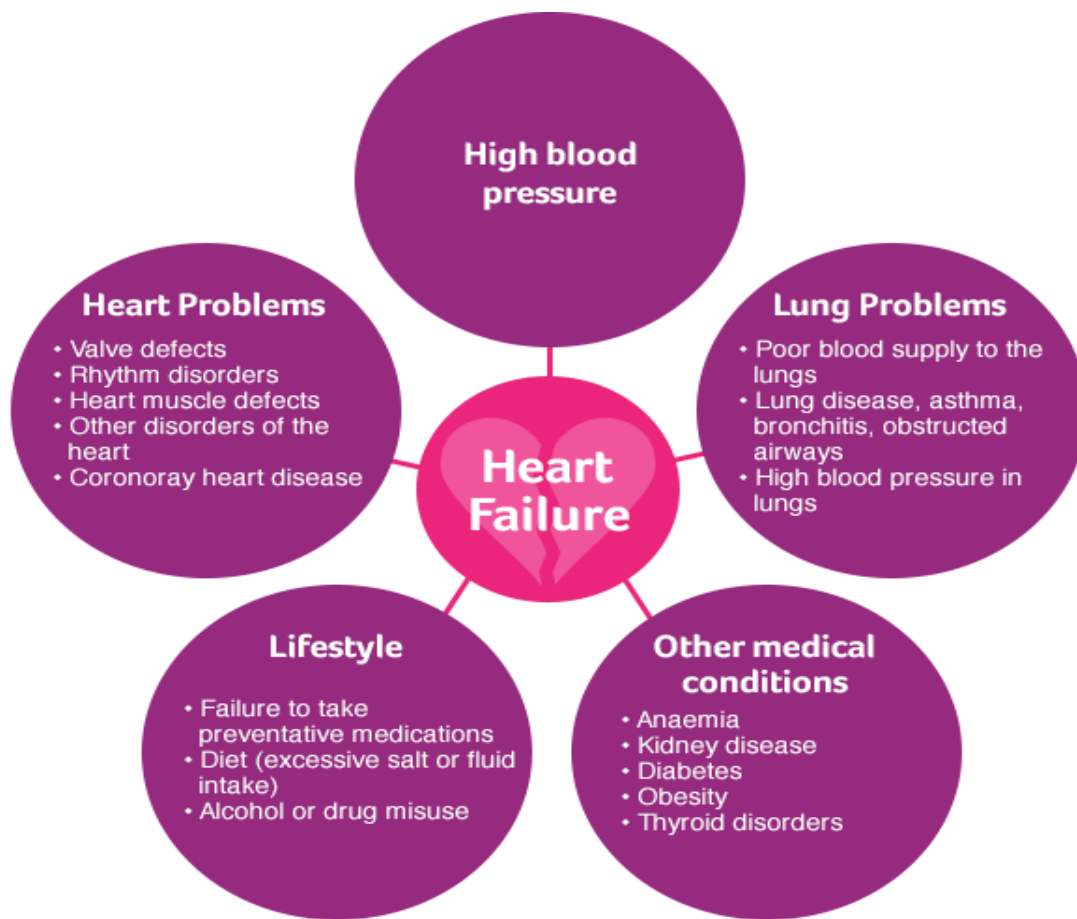 High blood
pressure
Heart Problems
• Valve defects
• Rhythm disorders
• Heart muscle defects
• Other disorders of the
heart
• Coronoray heart disease
Lung Problems
• Poor blood supply to the
lungs
• Lung disease, asthma,
bronchitis, obstructed
airways
• High blood pressure in
lungs
Heart
Failure
Lifestyle
• Failure to take
preventative medications
• Diet (excessive salt or fluid
intake)
• Alcohol or drug misuse
Other medical
conditions
• Anaemia
• Kidney disease
• Diabetes
• Obesity
• Thyroid disorders